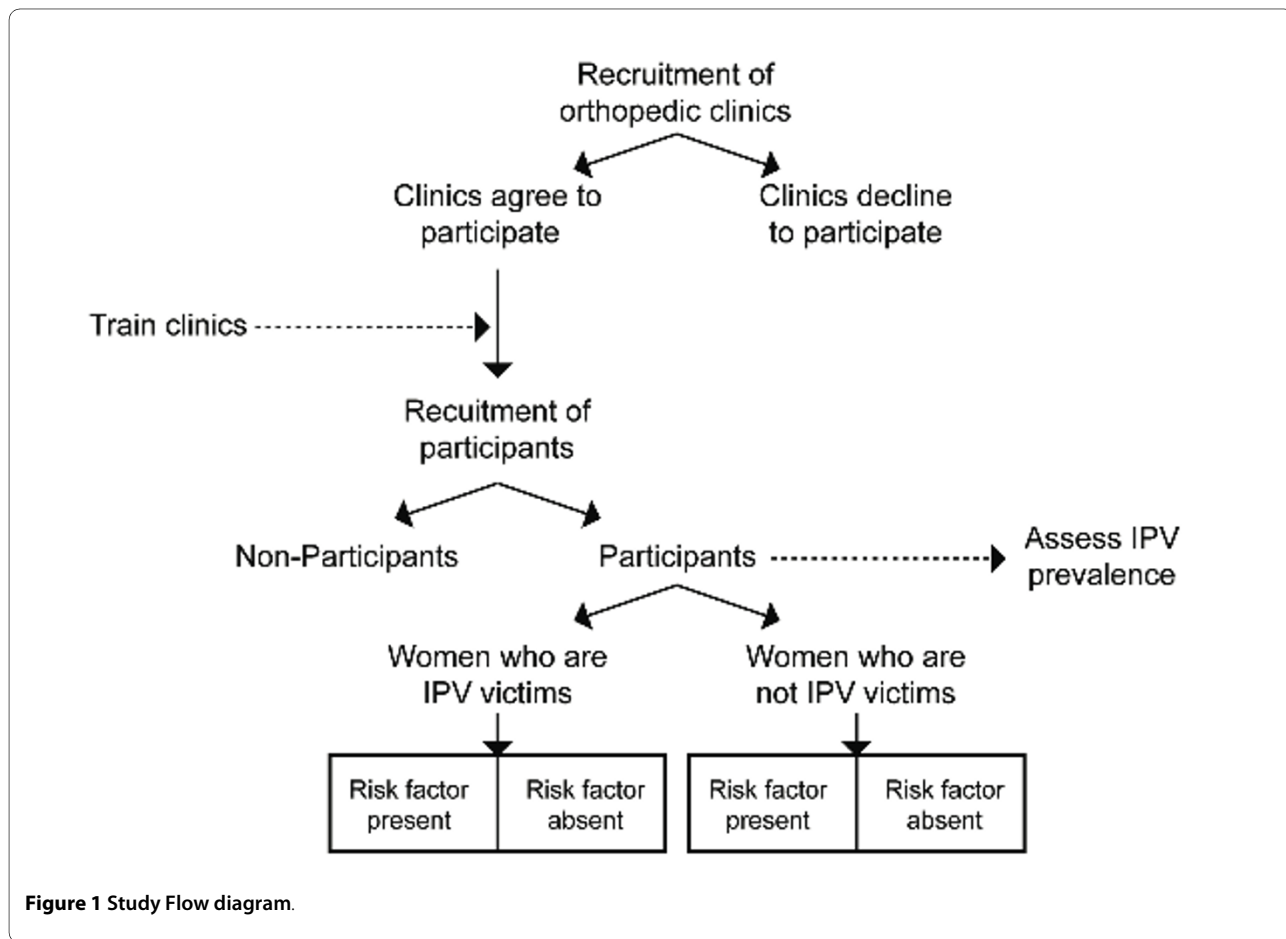 Recruitment of
orthopedic clinics
Clinics agree to
participate
Clinics decline
to participate
Train clinics
Recuitment of
participants
Non-Participants
Participants
Assess IPV
prevalence
Women who are
IPV victims
Women who are
not IPV victims
Risk factor
present
Risk factor
absent
Risk factor
present
Risk factor
absent
Figure 1 Study Flow diagram.